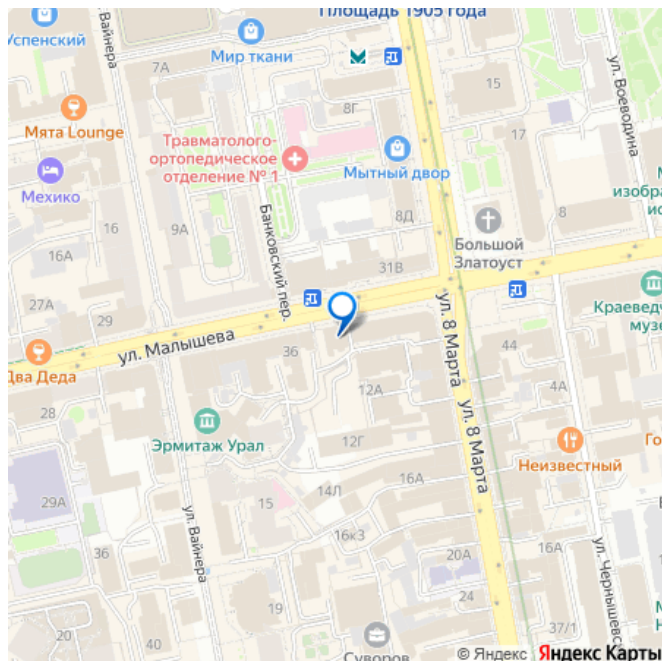 Площадь 1905 года
Успенский
ул. Вайнера
7А
Мир ткани
15
ул. Воеводина
8Г
Мята Lounge
Травматолого-
ортопедическое
отделение № 1
Мытный двор
17
Мехико
16
9А
Банковский пер.
8Д
Большой
Златоуст
8
16А
31В
27А
29
ул. Малышева
ул. 8 Марта
Краеведч
музе
Два Деда
36
44
28
12А
4А
ул. 8 Марта
Эрмитаж Урал
12Г
Неизвестный
Го
29А
15
14Л
16А
ул. Вайнера
16к3
36
20А
16А
ул. Чернышевс
19
20
40
Суворов
37/1
© Яндекс Яндекс Карты